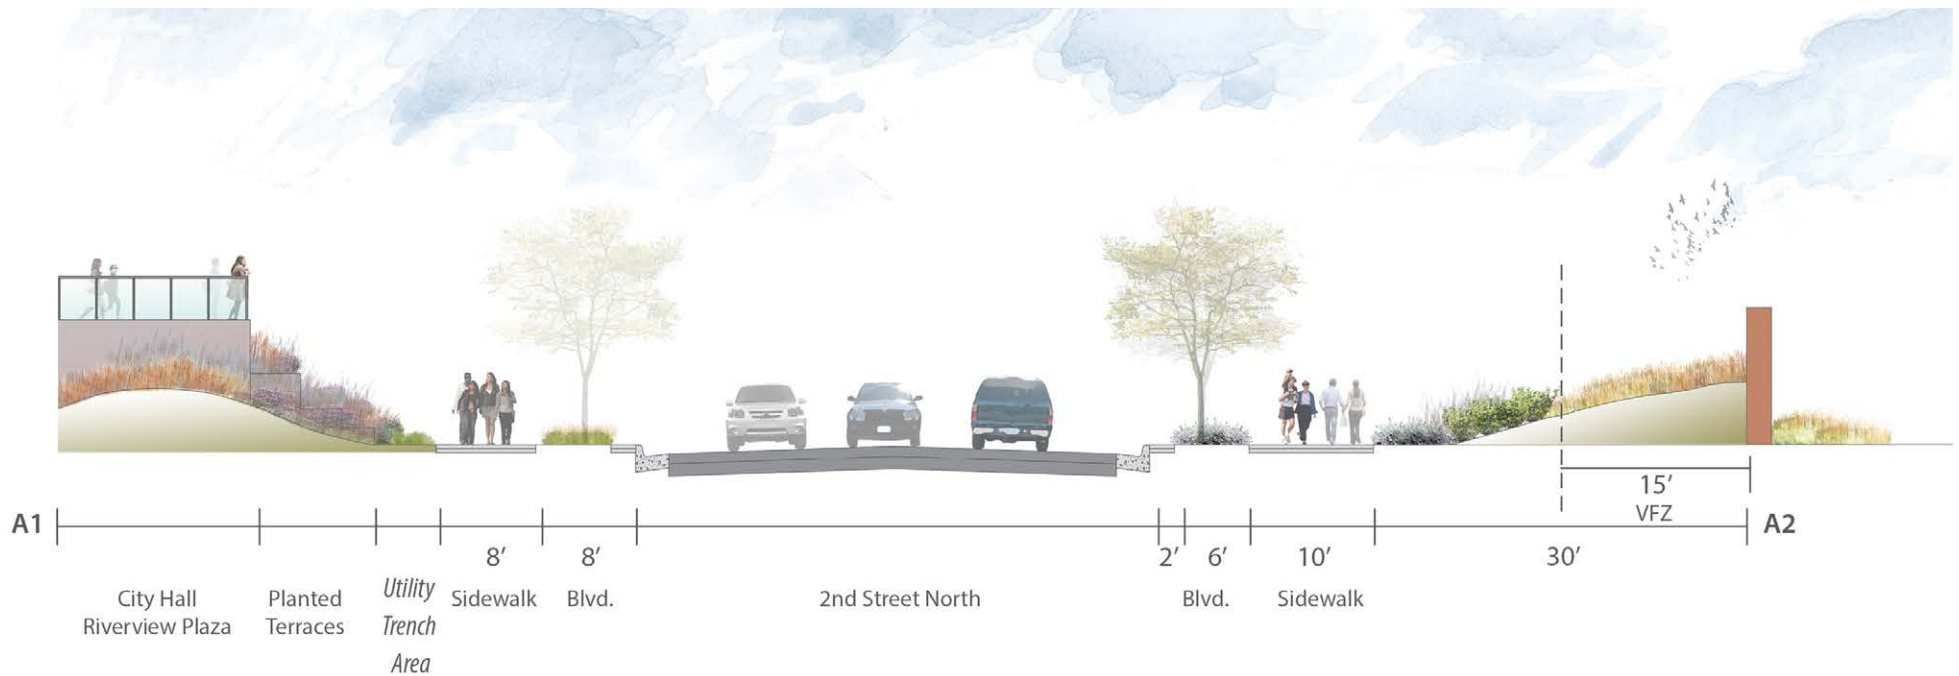 15′
VFZ
A1
A2
8′
8′
2′
6′
10′
30′
City Hall
Riverview Plaza
Planted
Terraces
Utility
Trench
Area
Sidewalk
Blvd.
2nd Street North
Blvd.
Sidewalk